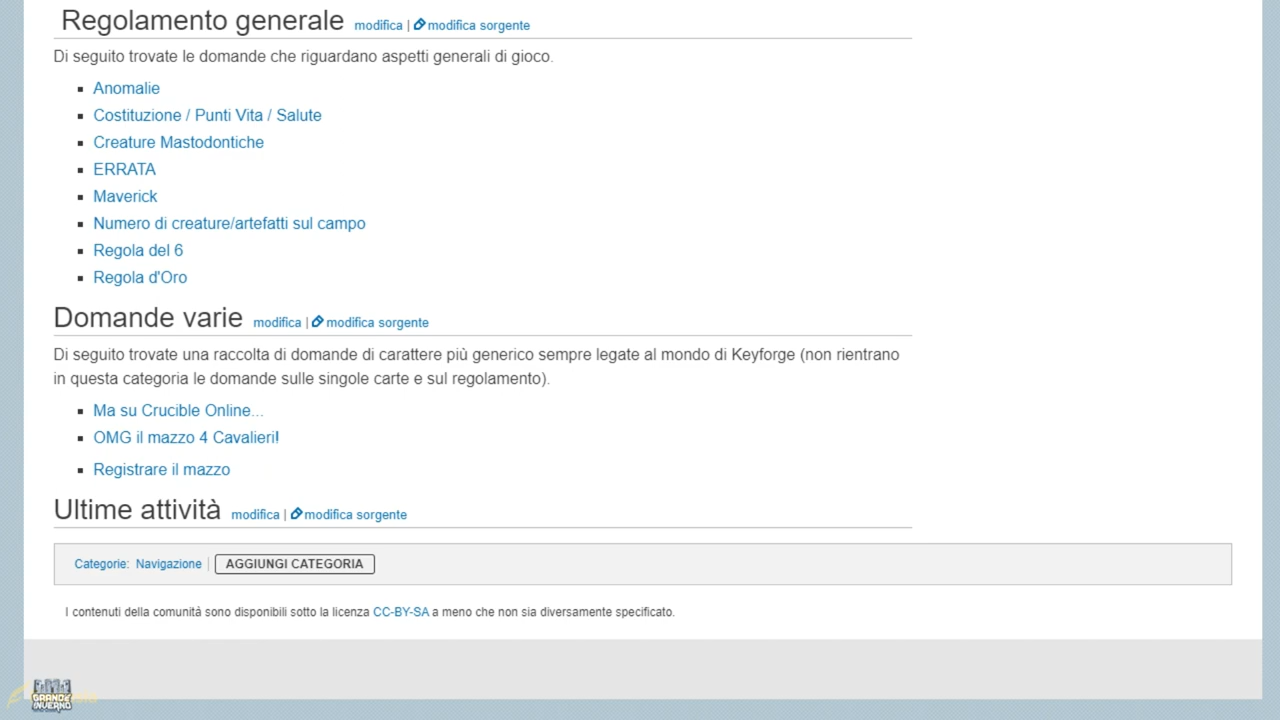 Regolamento generale modifica | modifica sorgente
Di seguito trovate le domande che riguardano aspetti generali di gioco.
Anomalie
Costituzione / Punti Vita / Salute
Creature Mastodontiche
ERRATA
Maverick
Numero di creature/artefatti sul campo
Regola del 6
Regola d'Oro
Domande varie modifica | modifica sorgente
Di seguito trovate una raccolta di domande di carattere più generico sempre legate al mondo di Keyforge (non rientrano
in questa categoria le domande sulle singole carte e sul regolamento).
Ma su Crucible Online...
OMG il mazzo 4 Cavalieri!
Registrare il mazzo
Ultime attività modifica | modifica sorgente
Categorie: Navigazione | AGGIUNGI CATEGORIA
I contenuti della comunità sono disponibili sotto la licenza CC-BY-SA a meno che non sia diversamente specificato.
GRANDE
INVERNO